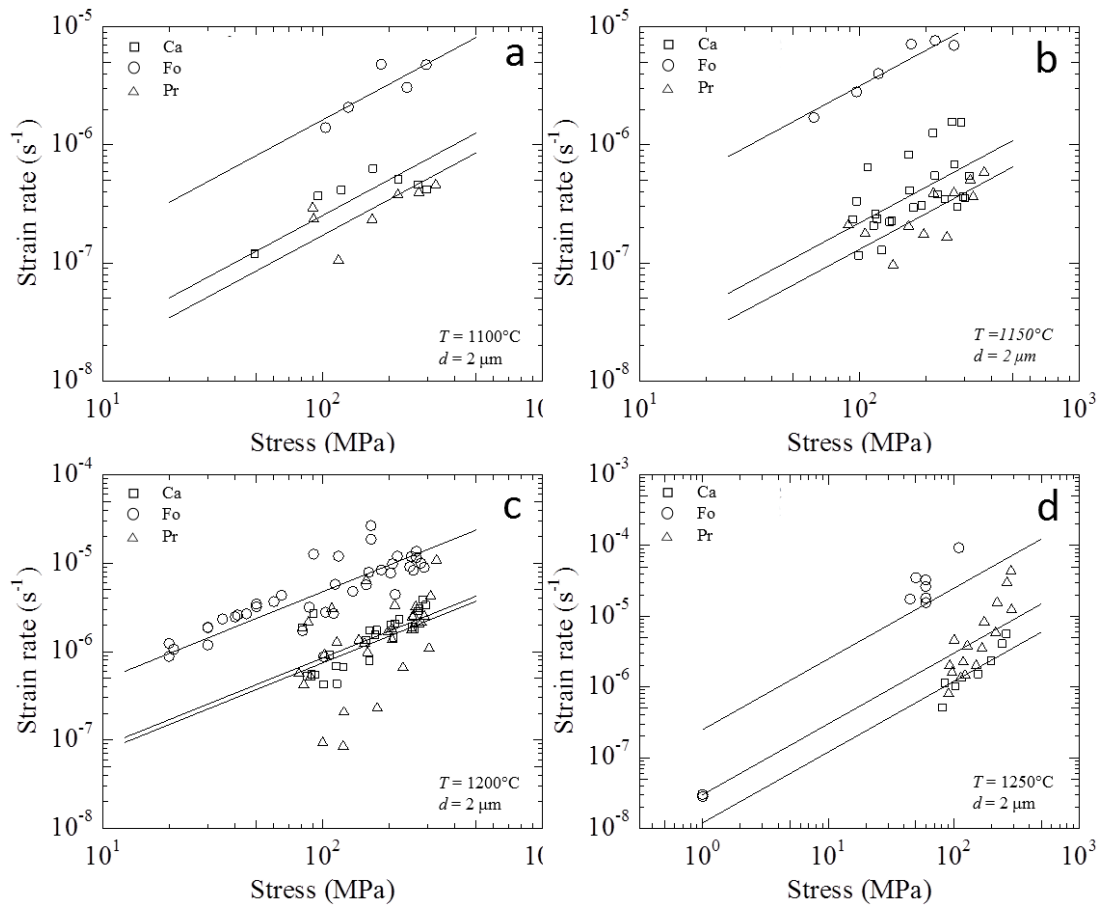 10⁻⁵
10⁻⁶
10⁻⁷
10⁻⁸
Strain rate (s⁻¹)
Ca
Fo
Pr
a
T = 1100°C
d = 2 μm
10¹
10²
10
Stress (MPa)
10⁻⁵
10⁻⁶
10⁻⁷
10⁻⁸
Strain rate (s⁻¹)
Ca
Fo
Pr
b
T =1150°C
d = 2 μm
10¹
10²
10³
Stress (MPa)
10⁻⁴
10⁻⁵
10⁻⁶
10⁻⁷
10⁻⁸
Strain rate (s⁻¹)
Ca
Fo
Pr
c
T = 1200°C
d = 2 μm
10¹
10²
10
Stress (MPa)
10⁻³
10⁻⁴
10⁻⁵
10⁻⁶
10⁻⁷
10⁻⁸
Strain rate (s⁻¹)
Ca
Fo
Pr
d
T = 1250°C
d = 2 μm
10⁰
10¹
10²
10³
Stress (MPa)